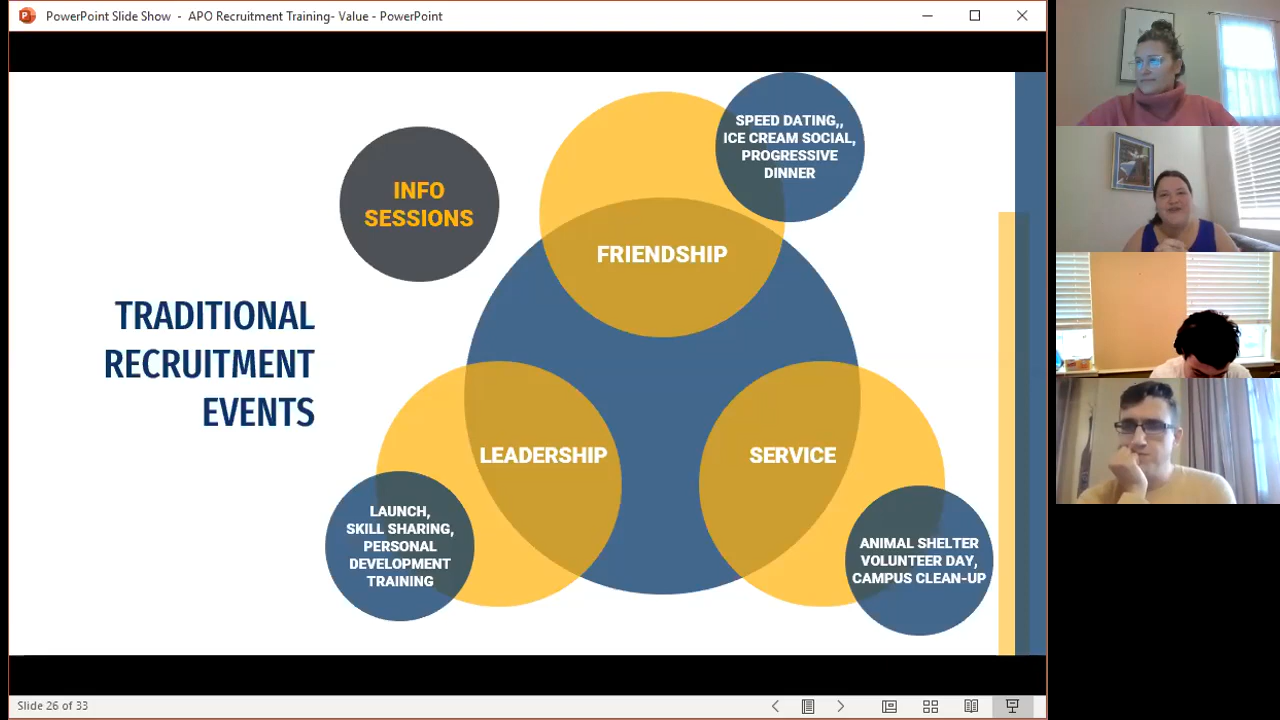 PowerPoint Slide Show - APO Recruitment Training- Value - PowerPoint
SPEED DATING,,
ICE CREAM SOCIAL,
PROGRESSIVE
DINNER
INFO
SESSIONS
FRIENDSHIP
TRADITIONAL
RECRUITMENT
EVENTS
LEADERSHIP
SERVICE
LAUNCH,
SKILL SHARING,
PERSONAL
DEVELOPMENT
TRAINING
ANIMAL SHELTER
VOLUNTEER DAY,
CAMPUS CLEAN-UP
Slide 26 of 33